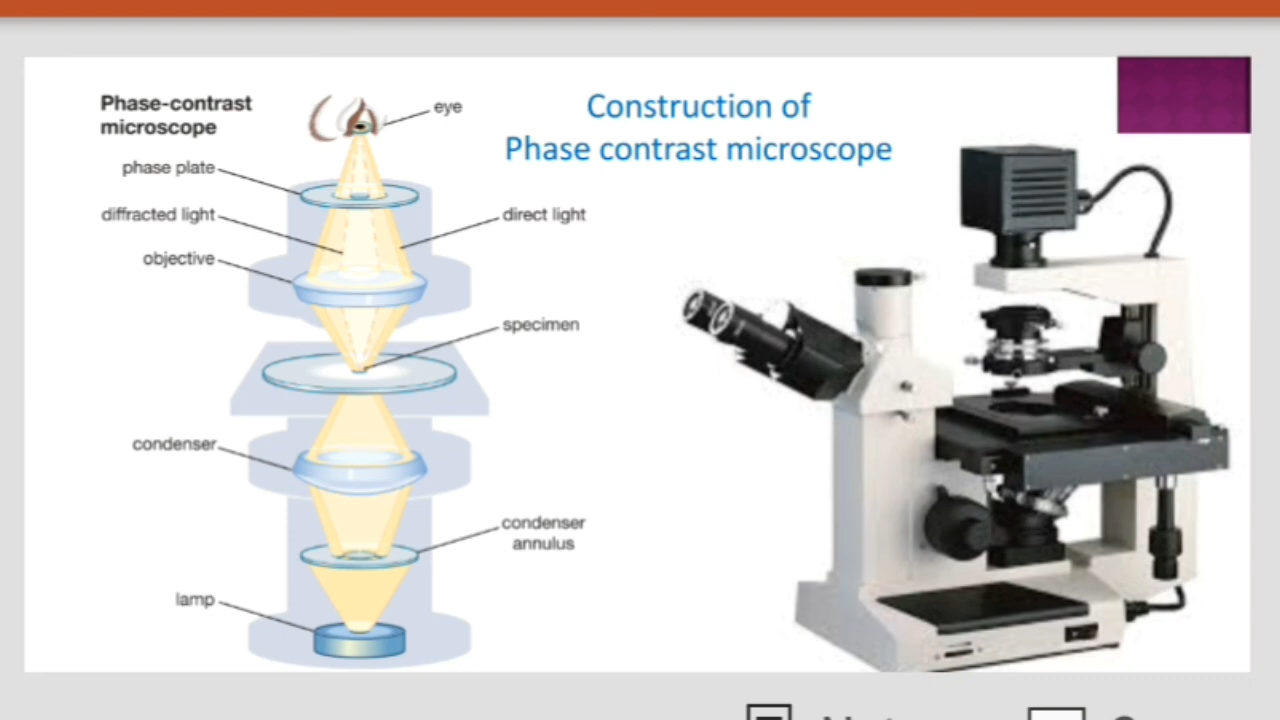 Phase-contrast
microscope
eye
Construction of
Phase contrast microscope
phase plate
diffracted light
direct light
objective
specimen
condenser
condenser
annulus
lamp